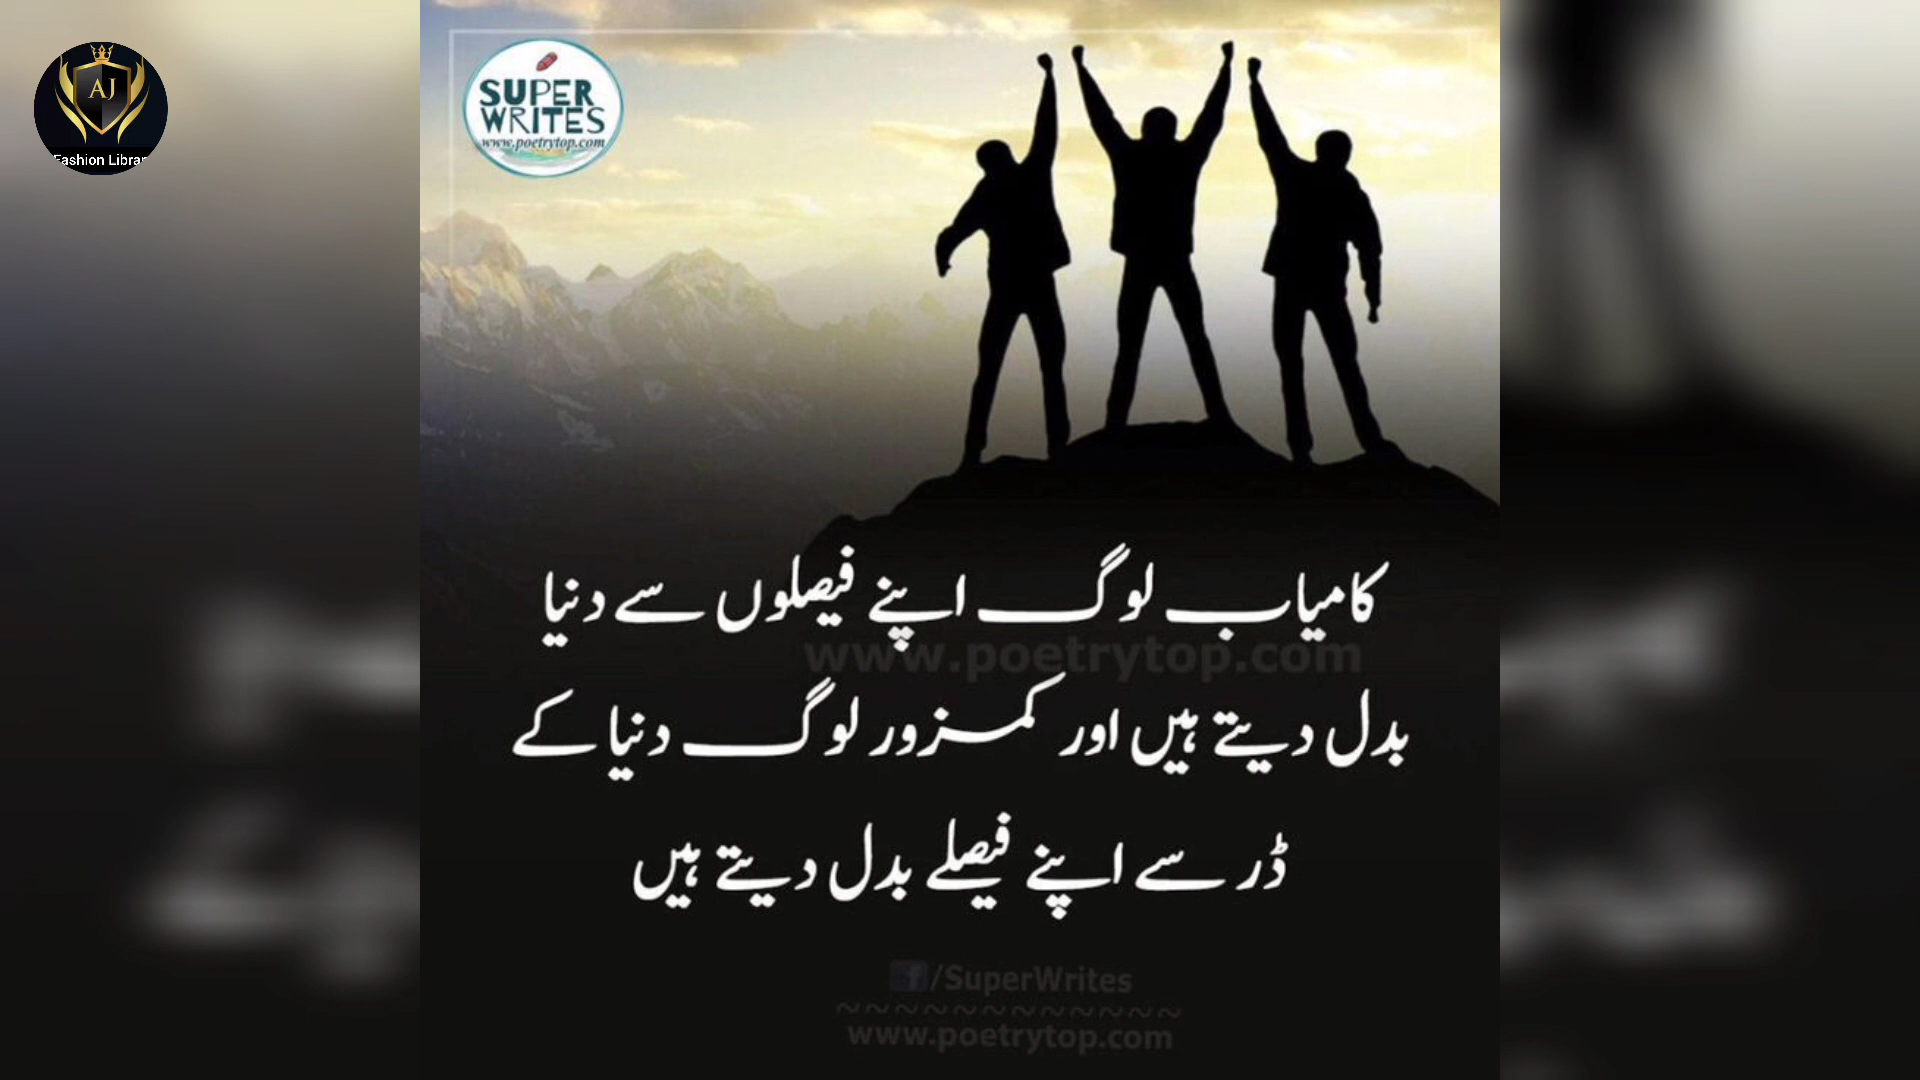 AJ
Fashion Librar
SUPER
WRITES
www.poetrytop.com
کامیاب لوگ اپنے فیصلوں سے دنیا
www.poetrytop.com
بدل دیتے ہیں اور کمزور لوگ دنیا کے
ڈر سے اپنے فیصلے بدل دیتے ہیں
f/SuperWrites
~~~~~~~~~~~~
www.poetrytop.com